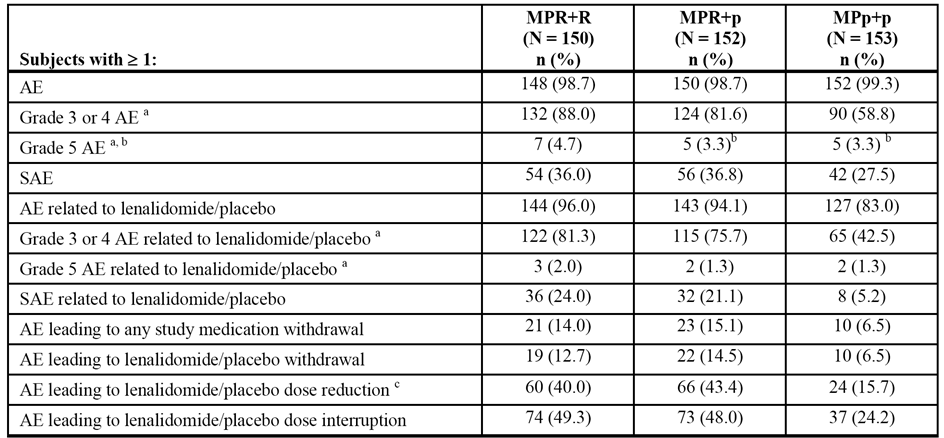 Subjects with ≥ 1: MPR+R (N = 150) n (%) MPR+p (N = 152) n (%) MPp+p (N = 153) n (%)
AE 148 (98.7) 150 (98.7) 152 (99.3)
Grade 3 or 4 AE a 132 (88.0) 124 (81.6) 90 (58.8)
Grade 5 AE a, b 7 (4.7) 5 (3.3)b 5 (3.3) b
SAE 54 (36.0) 56 (36.8) 42 (27.5)
AE related to lenalidomide/placebo 144 (96.0) 143 (94.1) 127 (83.0)
Grade 3 or 4 AE related to lenalidomide/placebo a 122 (81.3) 115 (75.7) 65 (42.5)
Grade 5 AE related to lenalidomide/placebo a 3 (2.0) 2 (1.3) 2 (1.3)
SAE related to lenalidomide/placebo 36 (24.0) 32 (21.1) 8 (5.2)
AE leading to any study medication withdrawal 21 (14.0) 23 (15.1) 10 (6.5)
AE leading to lenalidomide/placebo withdrawal 19 (12.7) 22 (14.5) 10 (6.5)
AE leading to lenalidomide/placebo dose reduction c 60 (40.0) 66 (43.4) 24 (15.7)
AE leading to lenalidomide/placebo dose interruption 74 (49.3) 73 (48.0) 37 (24.2)